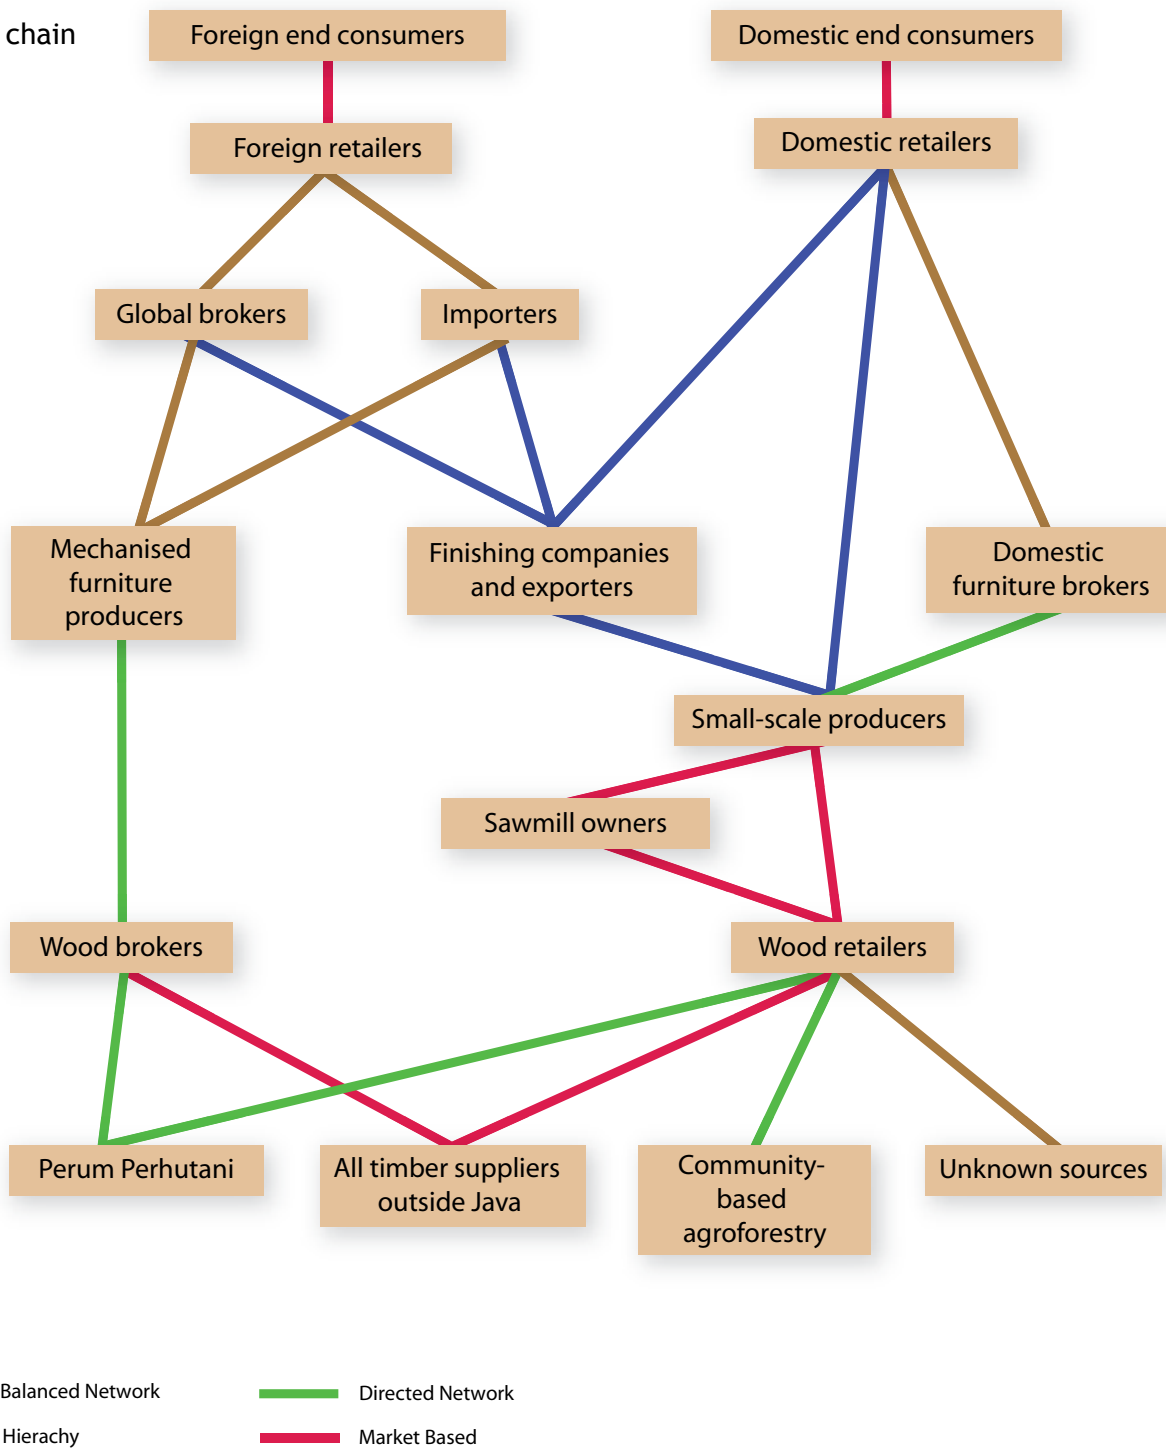 chain
Foreign end consumers
Domestic end consumers
Foreign retailers
Domestic retailers
Global brokers
Importers
Mechanised
furniture
producers
Finishing companies
and exporters
Domestic
furniture brokers
Small-scale producers
Sawmill owners
Wood brokers
Wood retailers
Perum Perhutani
All timber suppliers
outside Java
Community-
based
agroforestry
Unknown sources
Balanced Network
Directed Network
Hierachy
Market Based